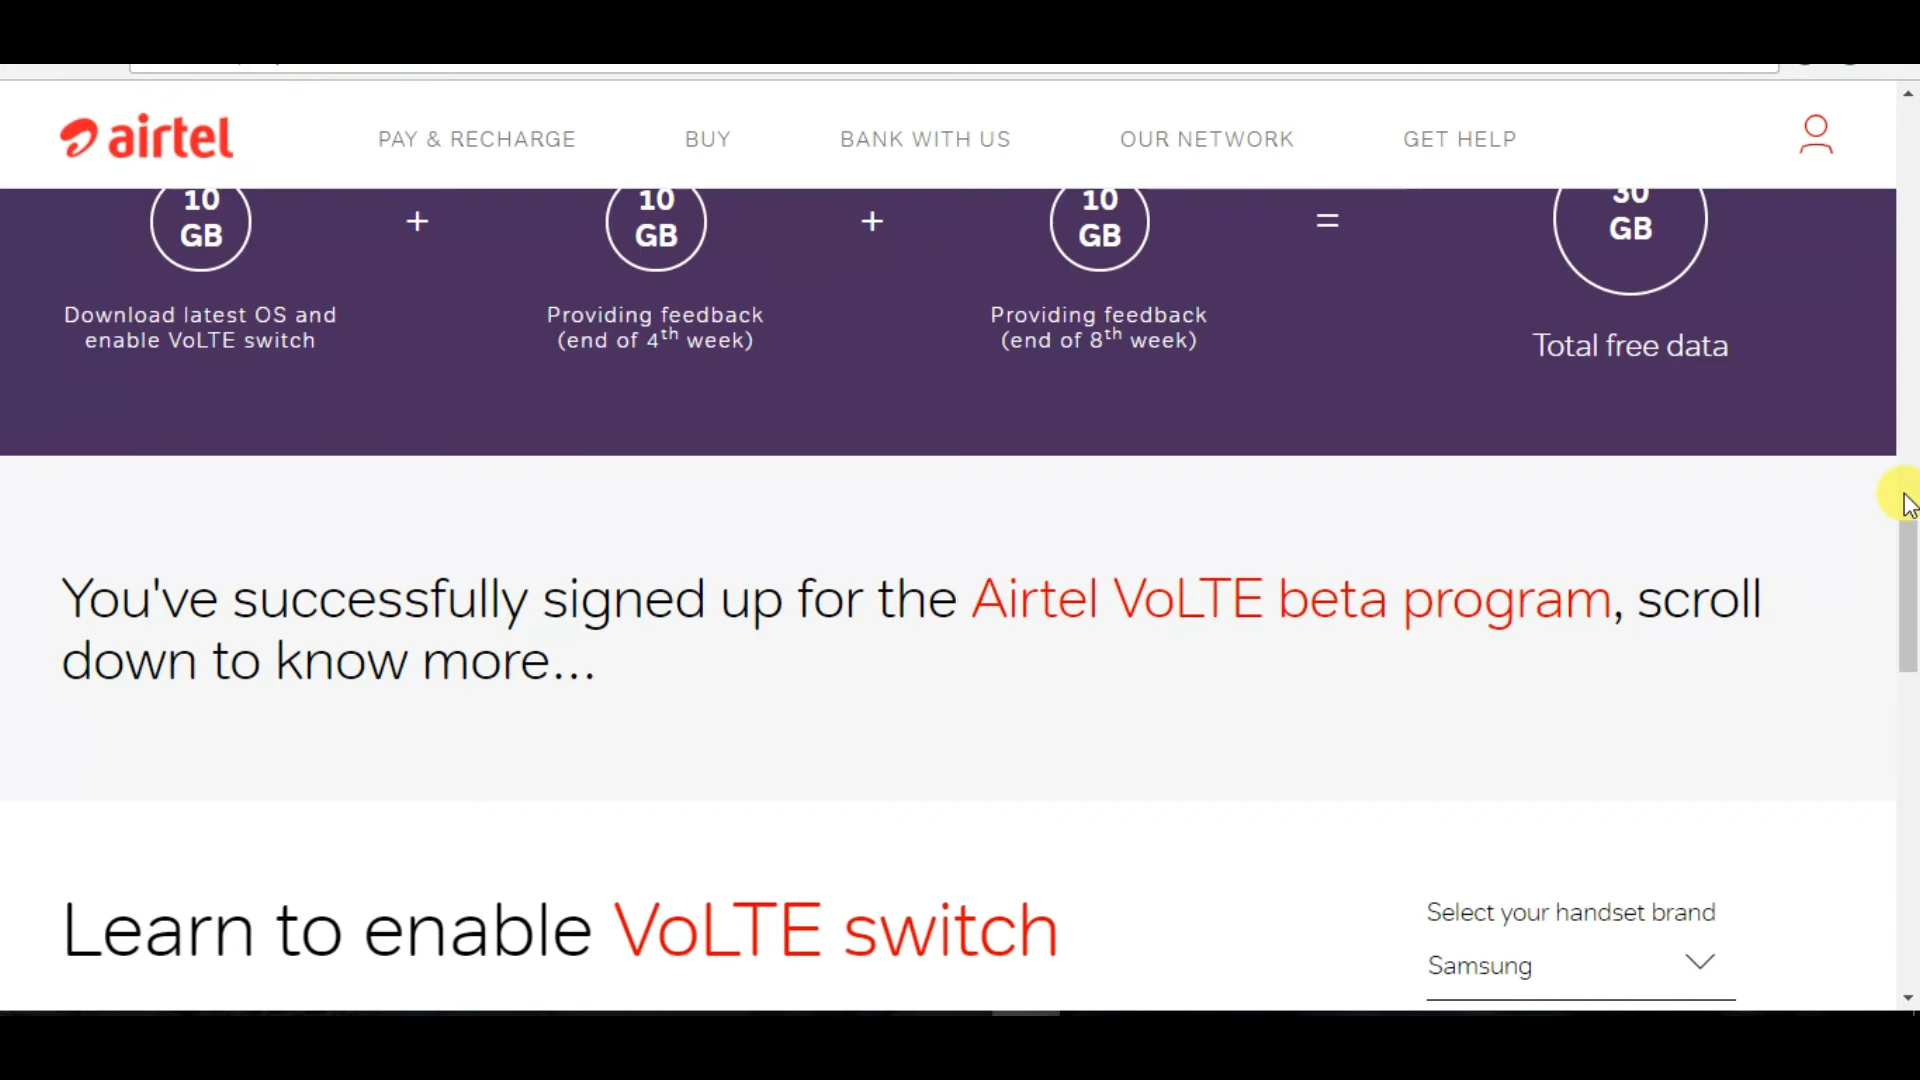 airtel PAY & RECHARGE BUY BANK WITH US OUR NETWORK GET HELP
10 GB + 10 GB + 10 GB = 30 GB
Download latest OS and
enable VoLTE switch
Providing feedback
(end of 4th week)
Providing feedback
(end of 8th week)
Total free data
You've successfully signed up for the Airtel VoLTE beta program, scroll
down to know more...
Learn to enable VoLTE switch
Select your handset brand
Samsung